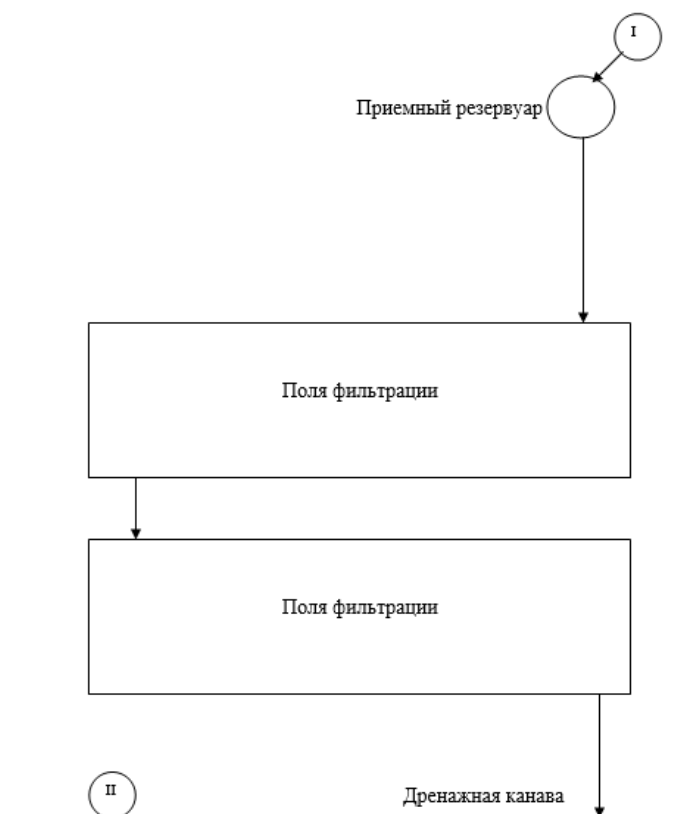 I
Приемный резервуар
Поля фильтрации
Поля фильтрации
II
Дренажная канава